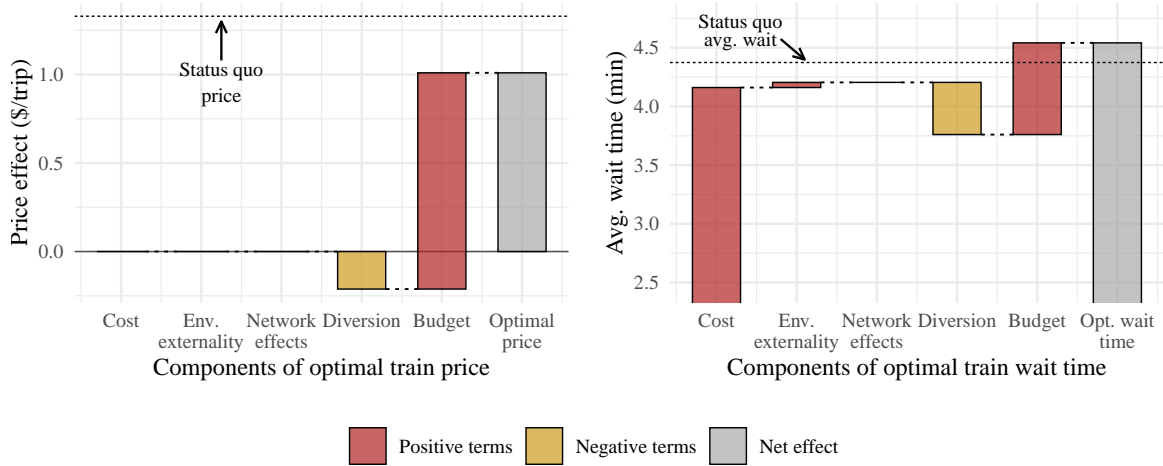 Price effect ($/trip)
1.0
0.5
0.0
Status quo
price
Cost
Env.
externality
Network
effects
Diversion
Budget
Optimal
price
Components of optimal train price
Avg. wait time (min)
4.5
4.0
3.5
3.0
2.5
Status quo
avg. wait
Cost
Env.
externality
Network
effects
Diversion
Budget
Opt. wait
time
Components of optimal train wait time
Positive terms
Negative terms
Net effect